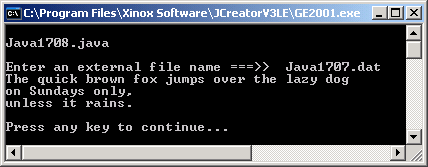 C:\Program Files\Xinox Software\JCreatorV3LE\GE2001.exe
Java1708.java
Enter an external file name ===>>  Java1707.dat
The quick brown fox jumps over the lazy dog
on Sundays only,
unless it rains.
Press any key to continue...